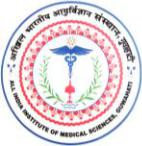 अखिल भारतीय आयुर्विज्ञान संस्थान, गुवाहाटी
ALL INDIA INSTITUTE OF MEDICAL SCIENCES, GUWAHATI